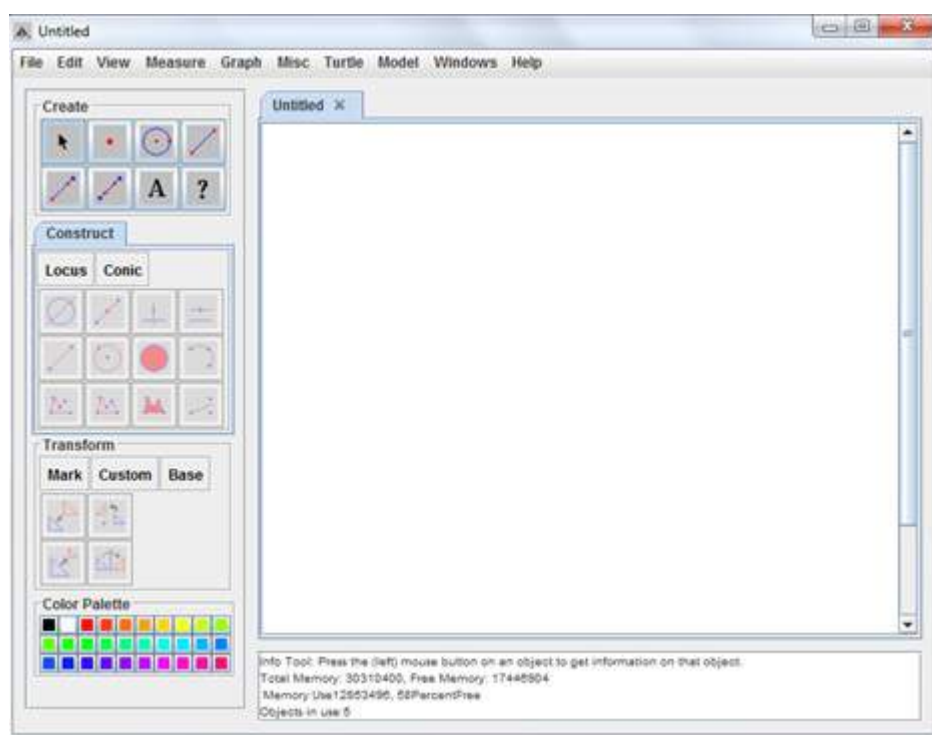 Untitled
File Edit View Measure Graph Misc Turtle Model Windows Help
Create
A ?
Construct
Locus Conic
Transform
Mark Custom Base
Color Palette
Untitled
Info Tool: Press the (left) mouse button on an object to get information on that object.
Total Memory: 30310400, Free Memory: 17446904
Memory Use12863496, 58PercentFree
Objects in use 5